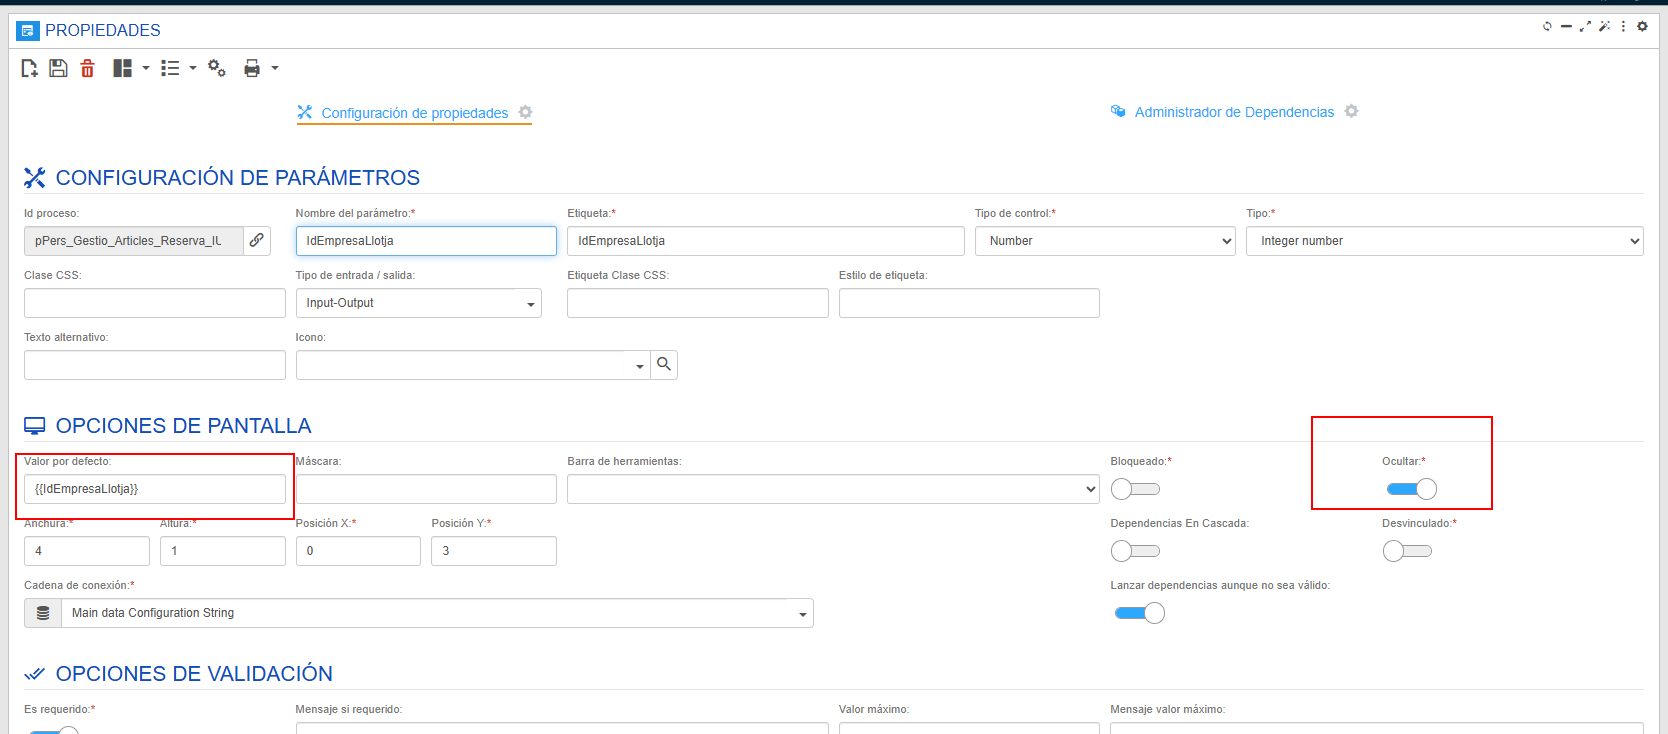 PROPIEDADES
Configuración de propiedades
Administrador de Dependencias
CONFIGURACIÓN DE PARÁMETROS
Id proceso:
Nombre del parámetro:*
Etiqueta:*
Tipo de control:*
Tipo:*
pPers_Gestio_Articles_Reserva_IU
IdEmpresaLlotja
IdEmpresaLlotja
Number
Integer number
Clase CSS:
Tipo de entrada / salida:
Etiqueta Clase CSS:
Estilo de etiqueta:
Input-Output
Texto alternativo:
Icono:
OPCIONES DE PANTALLA
Valor por defecto:
Máscara:
Barra de herramientas:
Bloqueado:*
Ocultar:*
{{IdEmpresaLlotja}}
Anchura:*
Altura:*
Posición X:*
Posición Y:*
Dependencias En Cascada:
Desvinculado:*
4
1
0
3
Cadena de conexión:*
Lanzar dependencias aunque no sea válido:
Main data Configuration String
OPCIONES DE VALIDACIÓN
Es requerido:*
Mensaje si requerido:
Valor máximo:
Mensaje valor máximo: